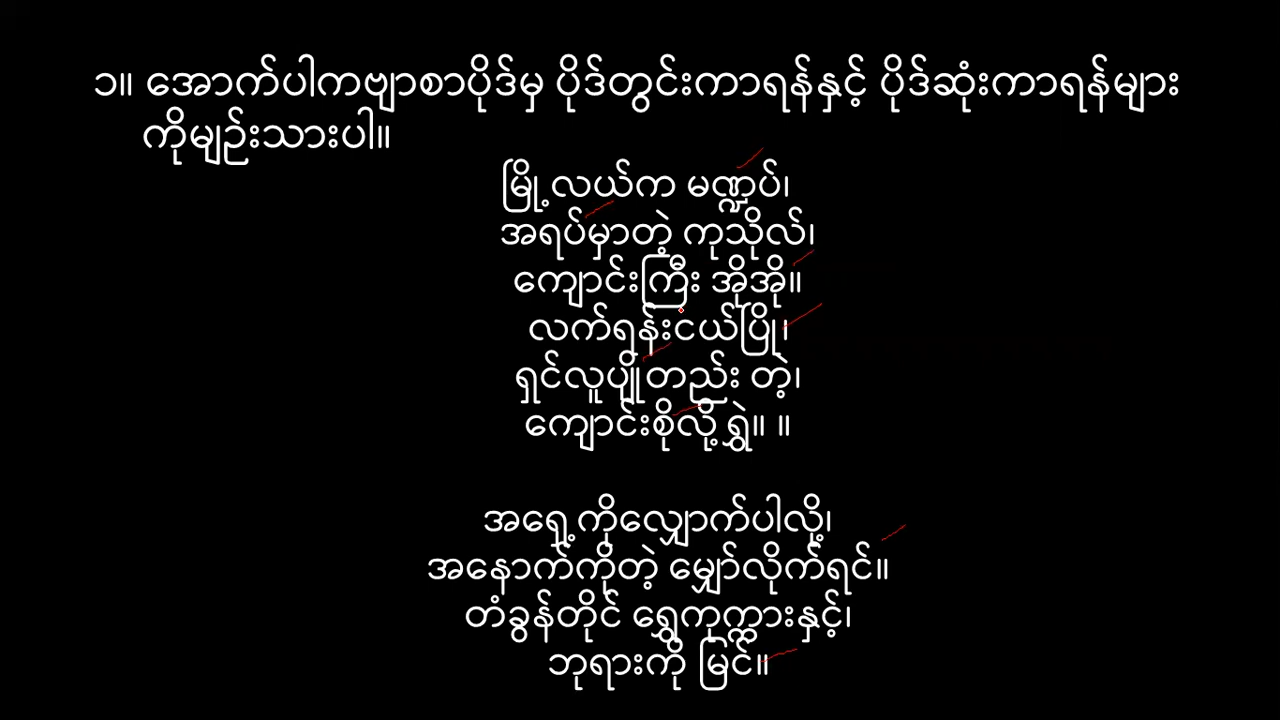 ၁။ အောက်ပါကဗျာစာပိုဒ်မှ ပိုဒ်တွင်းကာရန်နှင့် ပိုဒ်ဆုံးကာရန်များ
ကိုမျဉ်းသားပါ။
မြို့လယ်က မဏ္ဍပ်၊
အရပ်မှာတဲ့ ကုသိုလ်၊
ကျောင်းကြီး အိုအို။
လက်ရန်းငယ်ပြို၊
ရှင်လူပျိုတည်း တဲ့၊
ကျောင်းစိုလို့ရွှဲ။ ။
အရှေ့ကိုလျှောက်ပါလို့၊
အနောက်ကိုတဲ့ မျှော်လိုက်ရင်။
တံခွန်တိုင် ရွှေကုက္ကားနှင့်၊
ဘုရားကို မြင်။